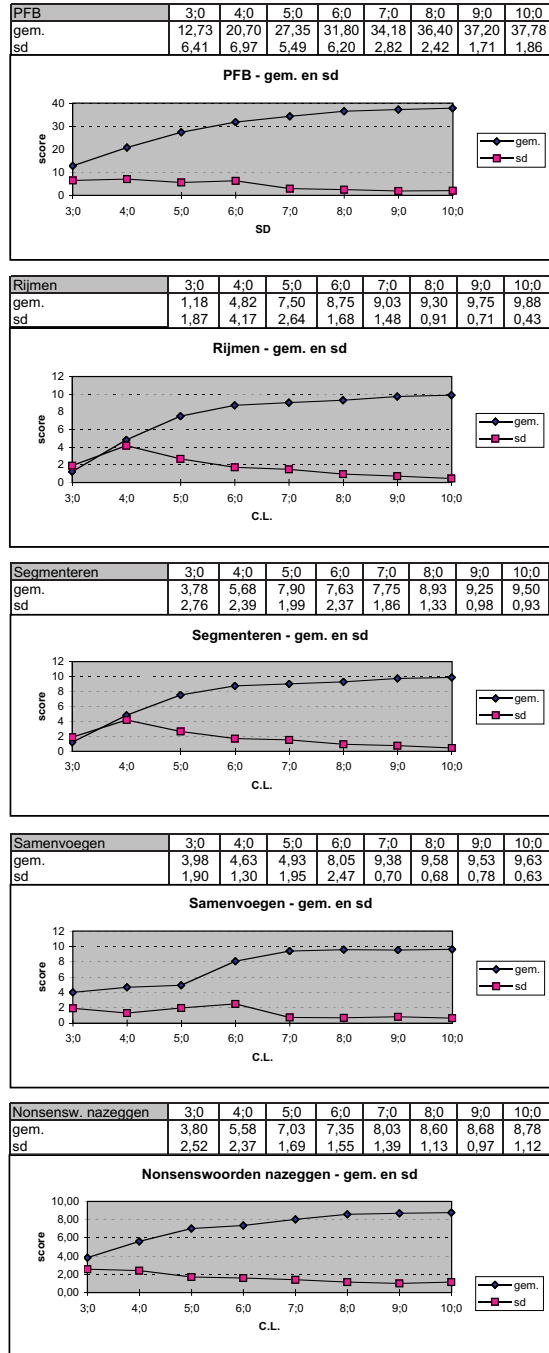 PFB 3;0 4;0 5;0 6;0 7;0 8;0 9;0 10;0
gem. 12,73 20,70 27,35 31,80 34,18 36,40 37,20 37,78
sd 6,41 6,97 5,49 6,20 2,82 2,42 1,71 1,86
PFB - gem. en sd
40
30
20
10
0
score
3;0 4;0 5;0 6;0 7;0 8;0 9;0 10;0
SD
gem.
sd
Rijmen 3;0 4;0 5;0 6;0 7;0 8;0 9;0 10;0
gem. 1,18 4,82 7,50 8,75 9,03 9,30 9,75 9,88
sd 1,87 4,17 2,64 1,68 1,48 0,91 0,71 0,43
Rijmen - gem. en sd
12
10
8
6
4
2
0
score
3;0 4;0 5;0 6;0 7;0 8;0 9;0 10;0
C.L.
gem.
sd
Segmenteren 3;0 4;0 5;0 6;0 7;0 8;0 9;0 10;0
gem. 3,78 5,68 7,90 7,63 7,75 8,93 9,25 9,50
sd 2,76 2,39 1,99 2,37 1,86 1,33 0,98 0,93
Segmenteren - gem. en sd
12
10
8
6
4
2
0
score
3;0 4;0 5;0 6;0 7;0 8;0 9;0 10;0
C.L.
gem.
sd
Samenvoegen 3;0 4;0 5;0 6;0 7;0 8;0 9;0 10;0
gem. 3,98 4,63 4,93 8,05 9,38 9,58 9,53 9,63
sd 1,90 1,30 1,95 2,47 0,70 0,68 0,78 0,63
Samenvoegen - gem. en sd
12
10
8
6
4
2
0
score
3;0 4;0 5;0 6;0 7;0 8;0 9;0 10;0
C.L.
gem.
sd
Nonsensw. nazeggen 3;0 4;0 5;0 6;0 7;0 8;0 9;0 10;0
gem. 3,80 5,58 7,03 7,35 8,03 8,60 8,68 8,78
sd 2,52 2,37 1,69 1,55 1,39 1,13 0,97 1,12
Nonsenswoorden nazeggen - gem. en sd
10,00
8,00
6,00
4,00
2,00
0,00
score
3;0 4;0 5;0 6;0 7;0 8;0 9;0 10;0
C.L.
gem.
sd